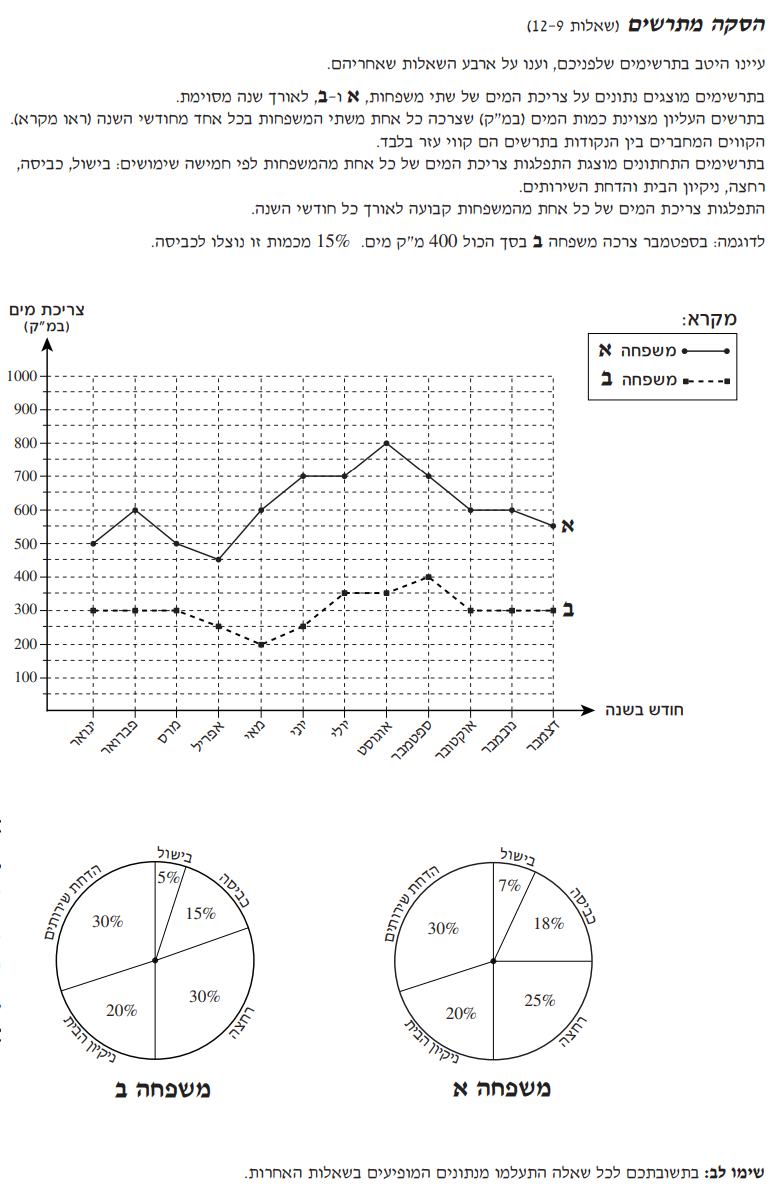 הסקה מתרשים (שאלות 12-9)
עיינו היטב בתרשימים שלפניכם, וענו על ארבע השאלות שאחריהם.
בתרשימים מוצגים נתונים על צריכת המים של שתי משפחות, א ו-ב, לאורך שנה מסוימת.
בתרשים העליון מצוינת כמות המים (במ"ק) שצרכה כל אחת משתי המשפחות בכל אחד מחודשי השנה (ראו מקרא).
הקווים המחברים בין הנקודות בתרשים הם קווי עזר בלבד.
בתרשימים התחתונים מוצגת התפלגות צריכת המים של כל אחת מהמשפחות לפי חמישה שימושים: בישול, כביסה,
רחצה, ניקיון הבית והדחת השירותים.
התפלגות צריכת המים של כל אחת מהמשפחות קבועה לאורך כל חודשי השנה.
לדוגמה: בספטמבר צרכה משפחה ב בסך הכול 400 מ"ק מים. 15% מכמות זו נוצלו לכביסה.
מקרא:
משפחה א
משפחה ב
צריכת מים
(במ"ק)
1000
900
800
700
600
500
400
300
200
100
א
ב
חודש בשנה
ינואר
פברואר
מרס
אפריל
מאי
יוני
יולי
אוגוסט
ספטמבר
אוקטובר
נובמבר
דצמבר
בישול
7%
כביסה
18%
רחצה
25%
ניקיון הבית
20%
הדחת שירותים
30%
משפחה א
בישול
5%
כביסה
15%
רחצה
30%
ניקיון הבית
20%
הדחת שירותים
30%
משפחה ב
שימו לב: בתשובתכם לכל שאלה התעלמו מנתונים המופיעים בשאלות האחרות.